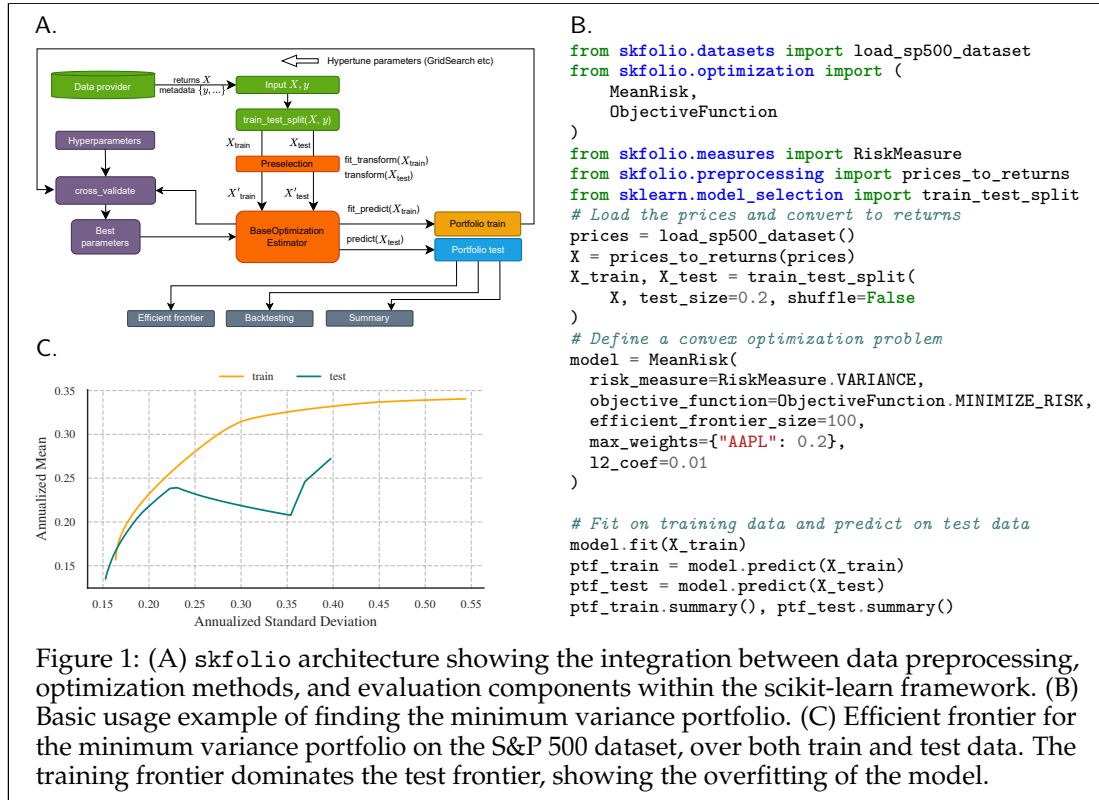 A.
Hypertune parameters (GridSearch etc)
Data provider
returns X
metadata {y, ...}
Input X, y
train_test_split(X, y)
Hyperparameters
X_train
X_test
Preselection
fit_transform(X_train)
transform(X_test)
cross_validate
X'_train
X'_test
Best
parameters
BaseOptimization
Estimator
fit_predict(X_train)
predict(X_test)
Portfolio train
Portfolio test
Efficient frontier
Backtesting
Summary
B.
from skfolio.datasets import load_sp500_dataset
from skfolio.optimization import (
    MeanRisk,
    ObjectiveFunction
)
from skfolio.measures import RiskMeasure
from skfolio.preprocessing import prices_to_returns
from sklearn.model_selection import train_test_split
# Load the prices and convert to returns
prices = load_sp500_dataset()
X = prices_to_returns(prices)
X_train, X_test = train_test_split(
    X, test_size=0.2, shuffle=False
)
# Define a convex optimization problem
model = MeanRisk(
  risk_measure=RiskMeasure.VARIANCE,
  objective_function=ObjectiveFunction.MINIMIZE_RISK,
  efficient_frontier_size=100,
  max_weights={"AAPL": 0.2},
  l2_coef=0.01
)
# Fit on training data and predict on test data
model.fit(X_train)
ptf_train = model.predict(X_train)
ptf_test = model.predict(X_test)
ptf_train.summary(), ptf_test.summary()
C.
train
test
0.35
0.30
0.25
0.20
0.15
Annualized Mean
0.15 0.20 0.25 0.30 0.35 0.40 0.45 0.50 0.55
Annualized Standard Deviation
Figure 1: (A) skfolio architecture showing the integration between data preprocessing,
optimization methods, and evaluation components within the scikit-learn framework. (B)
Basic usage example of finding the minimum variance portfolio. (C) Efficient frontier for
the minimum variance portfolio on the S&P 500 dataset, over both train and test data. The
training frontier dominates the test frontier, showing the overfitting of the model.